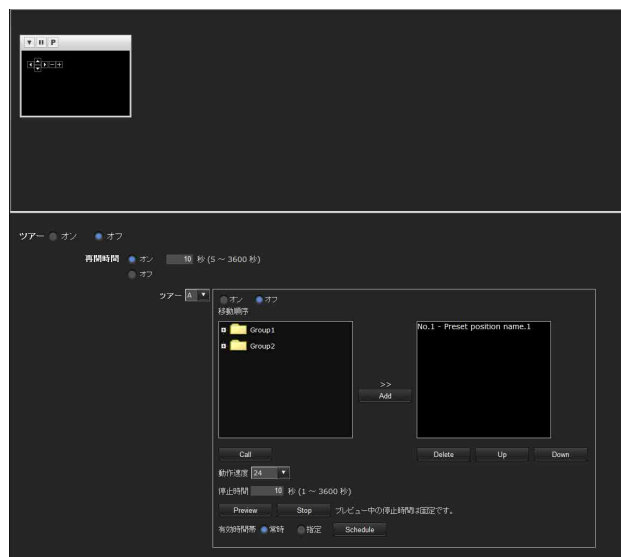 ▼ II P
ツアー オン オフ
再開時間 オン 10 秒 (5 ~ 3600 秒)
オフ
ツアー A ▼
オン オフ
移動順序
Group1
Group2
No.1 - Preset position name.1
>>
Add
Call
Delete Up Down
動作速度 24 ▼
停止時間 10 秒 (1 ~ 3600 秒)
Preview Stop プレビュー中の停止時間は固定です。
有効時間帯 常時 指定 Schedule